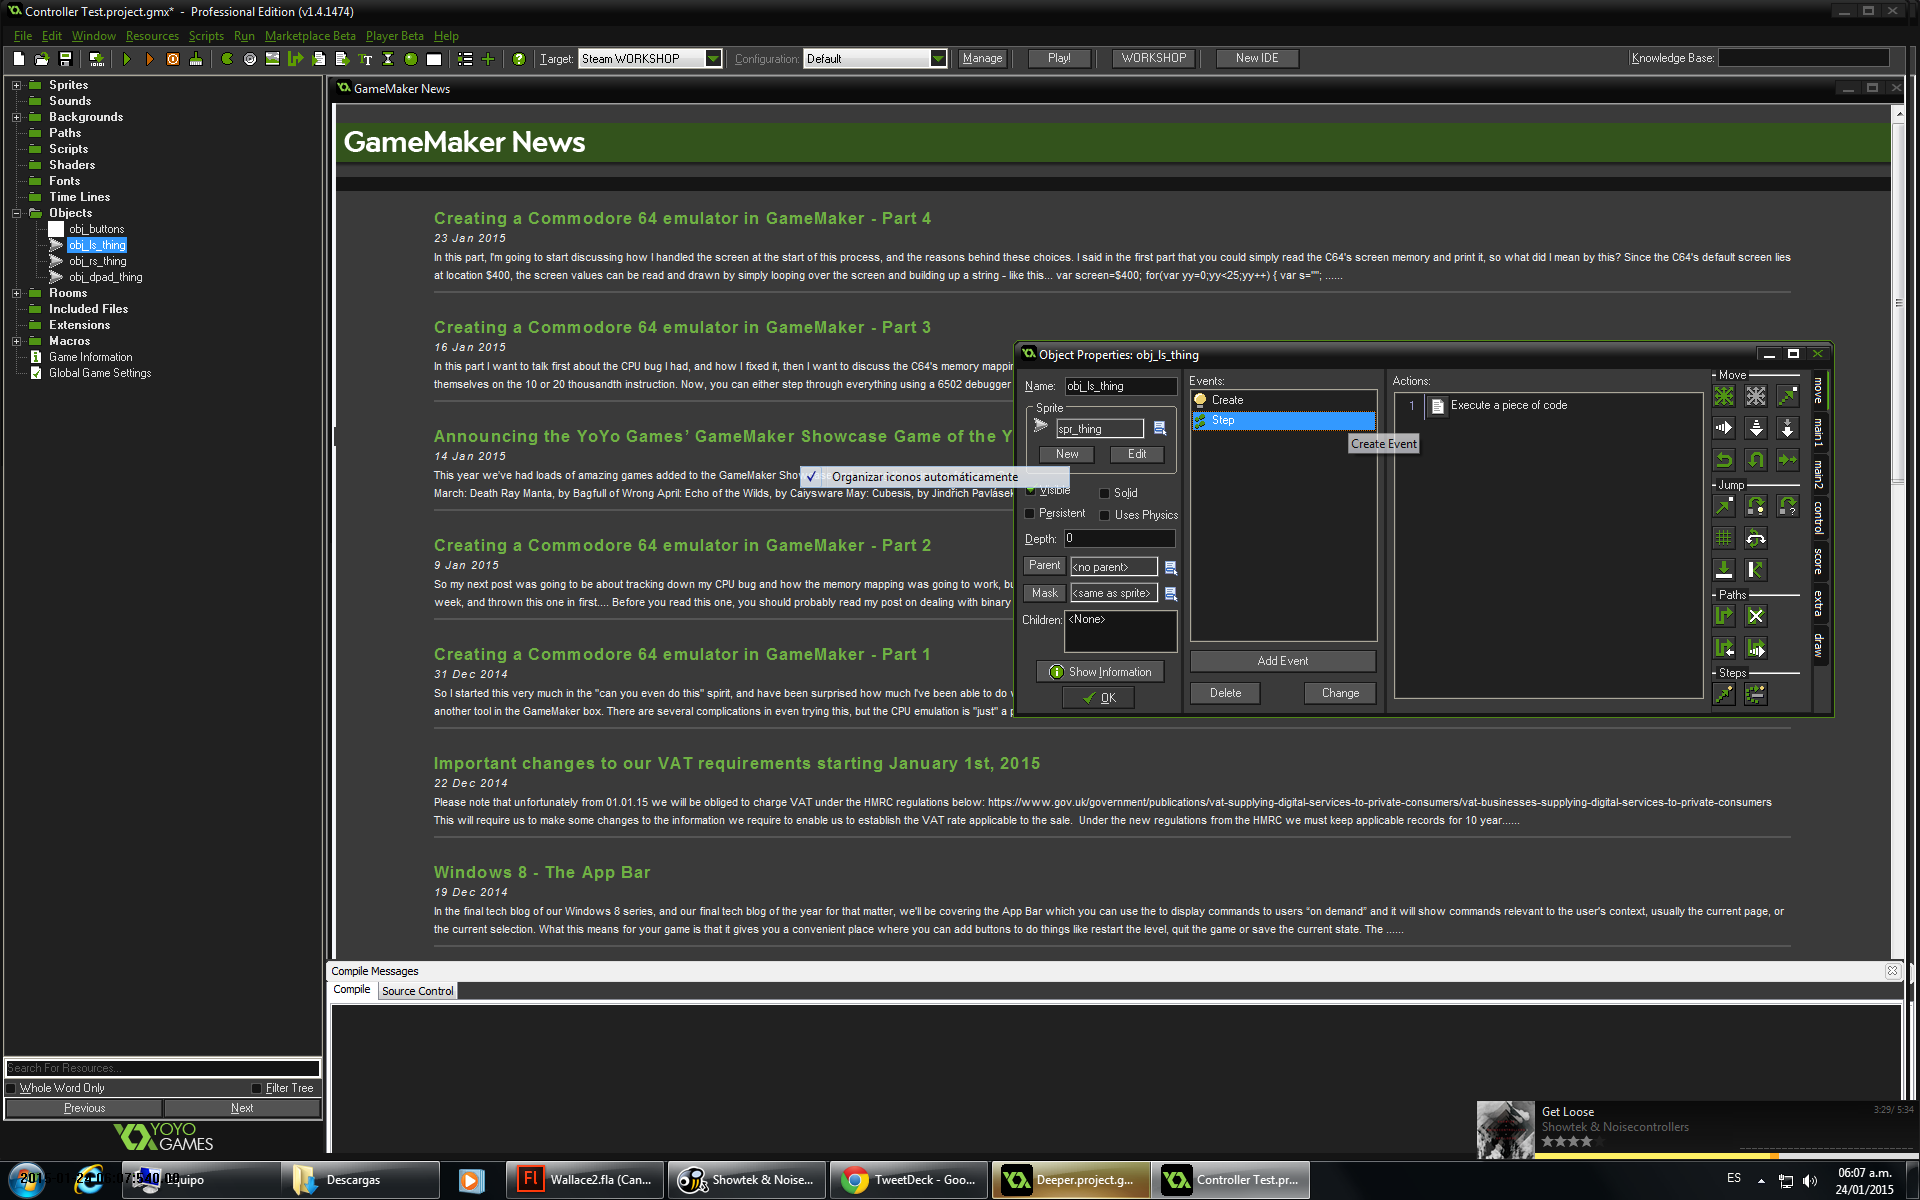 Controller Test.project.gmx* - Professional Edition (v1.4.1474)
File Edit Window Resources Scripts Run Marketplace Beta Player Beta Help
Target: Steam WORKSHOP Configuration: Default Manage Play! WORKSHOP New IDE Knowledge Base:
Sprites
Sounds
Backgrounds
Paths
Scripts
Shaders
Fonts
Time Lines
Objects
obj_buttons
obj_ls_thing
obj_rs_thing
obj_dpad_thing
Rooms
Included Files
Extensions
Macros
Game Information
Global Game Settings
Search For Resources...
Whole Word Only Filter Tree
Previous Next
YOYO
GAMES
GameMaker News
GameMaker News
Creating a Commodore 64 emulator in GameMaker - Part 4
23 Jan 2015
In this part, I'm going to start discussing how I handled the screen at the start of this process, and the reasons behind these choices. I said in the first part that you could simply read the C64's screen memory and print it, so what did I mean by this? Since the C64's default screen lies
at location $400, the screen values can be read and drawn by simply looping over the screen and building up a string - like this... var screen=$400; for(var yy=0;yy<25;yy++) { var s=""; ......
Creating a Commodore 64 emulator in GameMaker - Part 3
16 Jan 2015
In this part I want to talk first about the CPU bug I had, and how I fixed it, then I want to discuss the C64's memory mappin
themselves on the 10 or 20 thousandth instruction. Now, you can either step through everything using a 6502 debugger
Announcing the YoYo Games' GameMaker Showcase Game of the Y
14 Jan 2015
This year we've had loads of amazing games added to the GameMaker Sho
March: Death Ray Manta, by Bagfull of Wrong April: Echo of the Wilds, by Caiysware May: Cubesis, by Jindřich Pavlásek
Organizar iconos automáticamente
Creating a Commodore 64 emulator in GameMaker - Part 2
9 Jan 2015
So my next post was going to be about tracking down my CPU bug and how the memory mapping was going to work, bu
week, and thrown this one in first.... Before you read this one, you should probably read my post on dealing with binary
Creating a Commodore 64 emulator in GameMaker - Part 1
31 Dec 2014
So I started this very much in the "can you even do this" spirit, and have been surprised how much I've been able to do
another tool in the GameMaker box. There are several complications in even trying this, but the CPU emulation is "just" a
Important changes to our VAT requirements starting January 1st, 2015
22 Dec 2014
Please note that unfortunately from 01.01.15 we will be obliged to charge VAT under the HMRC regulations below: https://www.gov.uk/government/publications/vat-supplying-digital-services-to-private-consumers/vat-businesses-supplying-digital-services-to-private-consumers
This will require us to make some changes to the information we require to enable us to establish the VAT rate applicable to the sale. Under the new regulations from the HMRC we must keep applicable records for 10 year......
Windows 8 - The App Bar
19 Dec 2014
In the final tech blog of our Windows 8 series, and our final tech blog of the year for that matter, we'll be covering the App Bar which you can use the to display commands to users “on demand” and it will show commands relevant to the user's context, usually the current page, or
the current selection. What this means for your game is that it gives you a convenient place where you can add buttons to do things like restart the level, quit the game or save the current state. The ......
Object Properties: obj_ls_thing
Name: obj_ls_thing
Sprite
spr_thing
New Edit
Visible Solid
Persistent Uses Physics
Depth: 0
Parent <no parent>
Mask <same as sprite>
Children: <None>
Show Information
OK
Events:
Create
Step
Create Event
Add Event
Delete Change
Actions:
1 Execute a piece of code
Move
Jump
Paths
Steps
move
main1
main2
control
score
extra
draw
Compile Messages
Compile Source Control
Get Loose 3:29/ 5:34
Showtek & Noisecontrollers
Equipo Descargas Wallace2.fla (Can... Showtek & Noise... TweetDeck - Goo... Deeper.project.g... Controller Test.pr... ES 06:07 a.m.
24/01/2015